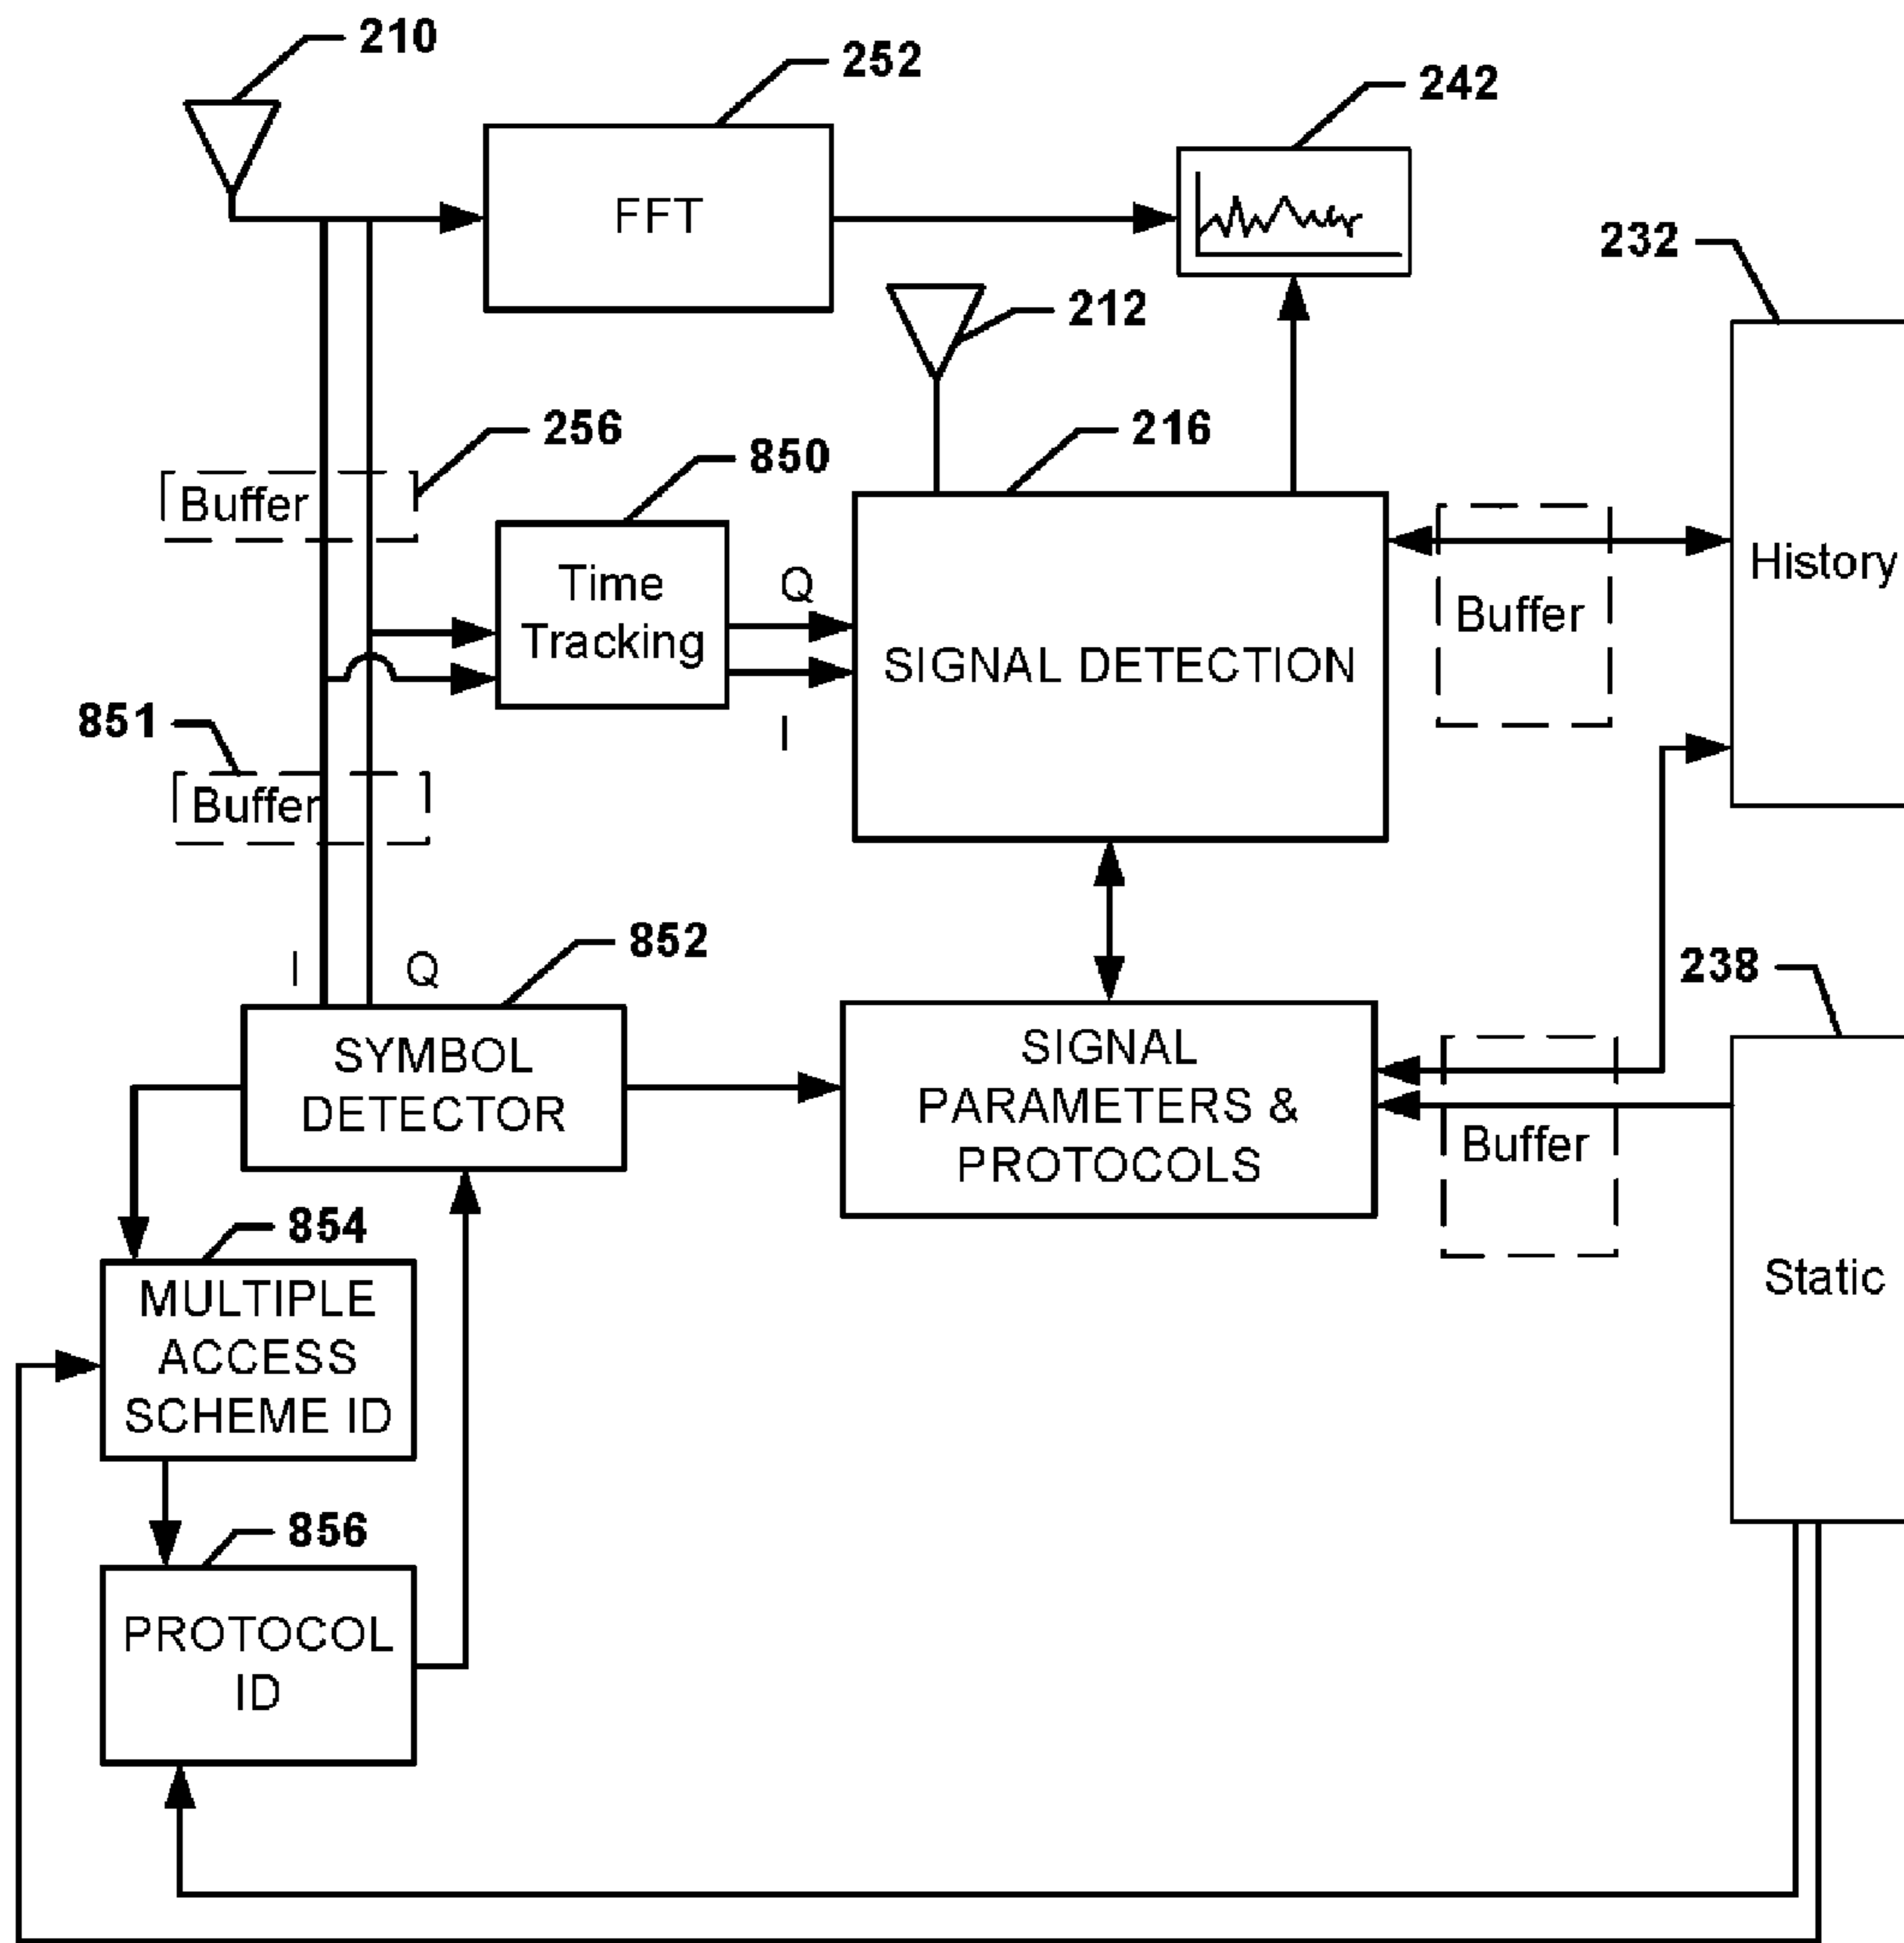 210
252
242
FFT
232
212
256
850
216
Buffer
Time
Tracking
Q
I
SIGNAL DETECTION
Buffer
History
851
Buffer
I
Q
852
238
SYMBOL
DETECTOR
SIGNAL
PARAMETERS &
PROTOCOLS
Buffer
854
MULTIPLE
ACCESS
SCHEME ID
Static
856
PROTOCOL
ID